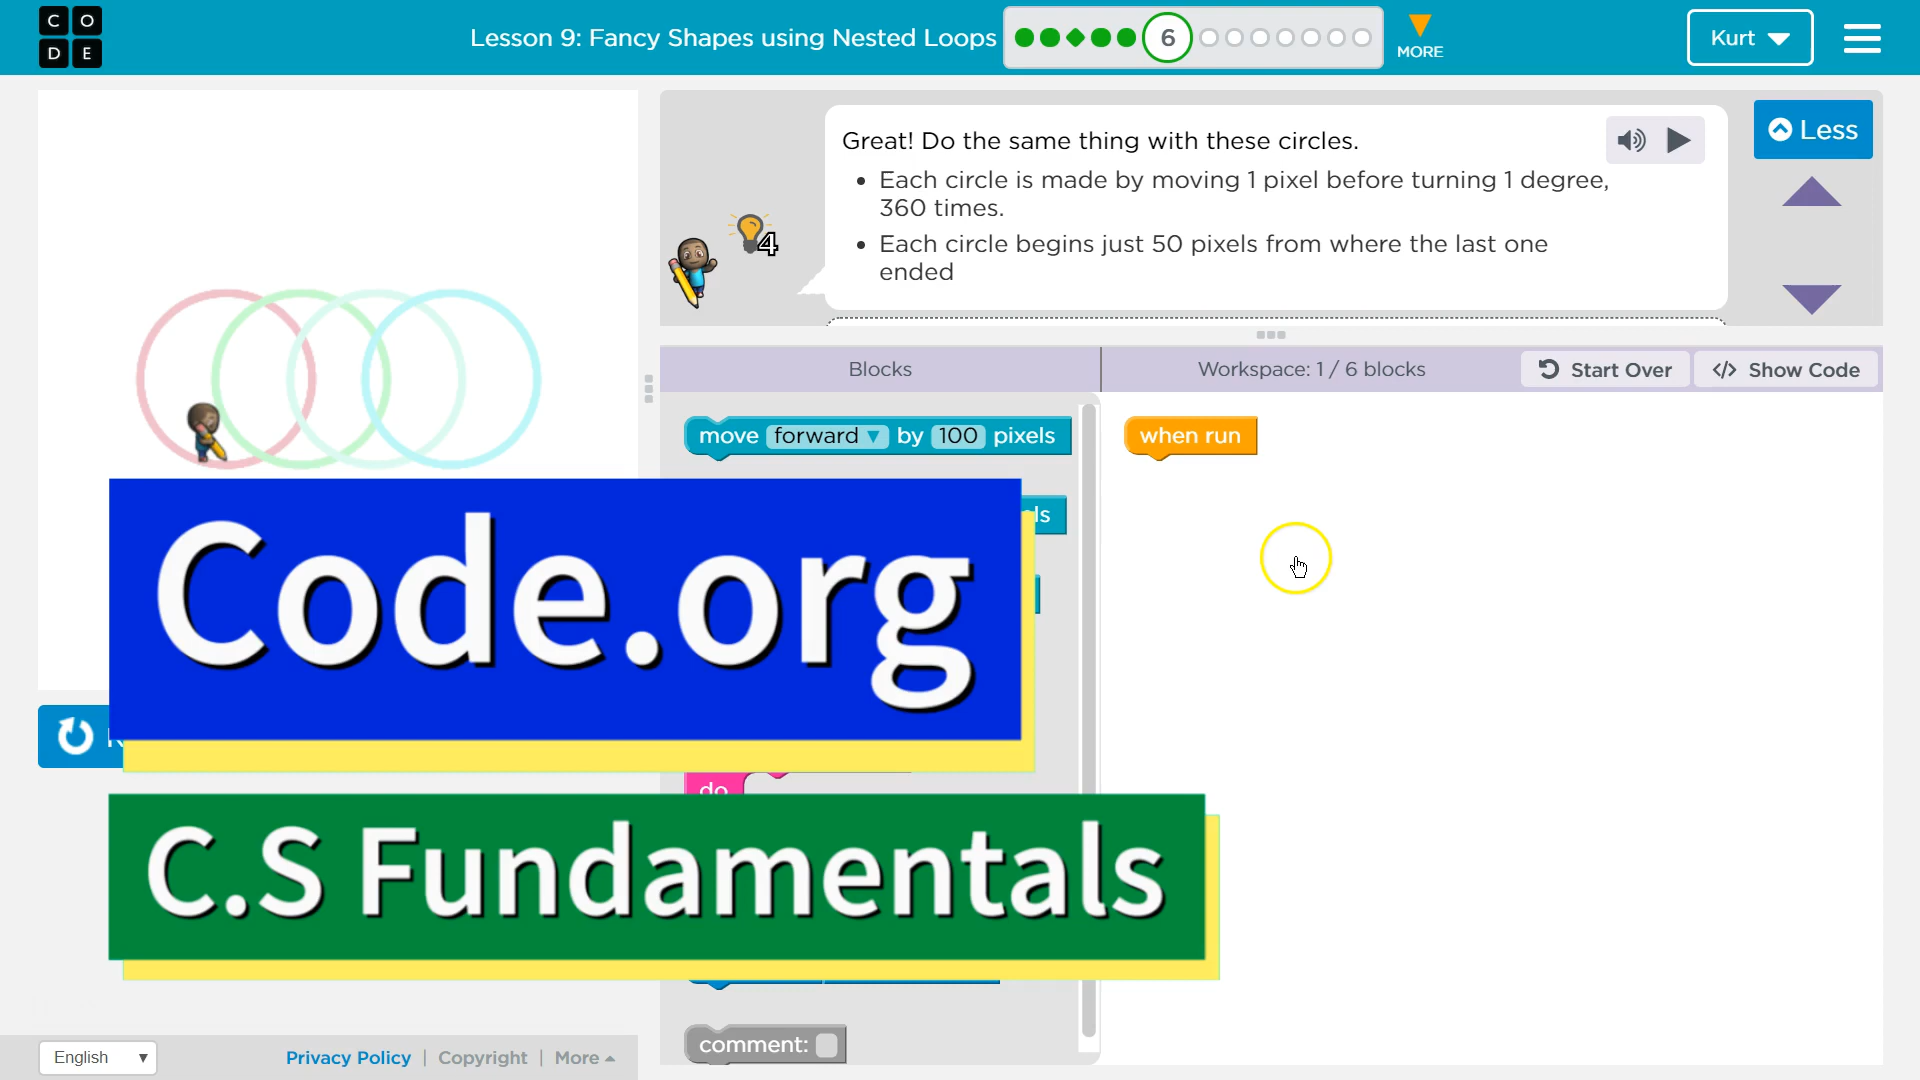 CODE
Lesson 9: Fancy Shapes using Nested Loops
6
MORE
Kurt
Great! Do the same thing with these circles.
• Each circle is made by moving 1 pixel before turning 1 degree,
360 times.
• Each circle begins just 50 pixels from where the last one
ended
4
Less
Blocks
Workspace: 1 / 6 blocks
Start Over
</> Show Code
move forward by 100 pixels
when run
ls
Code.org
do
C.S Fundamentals
comment:
English
Privacy Policy | Copyright | More